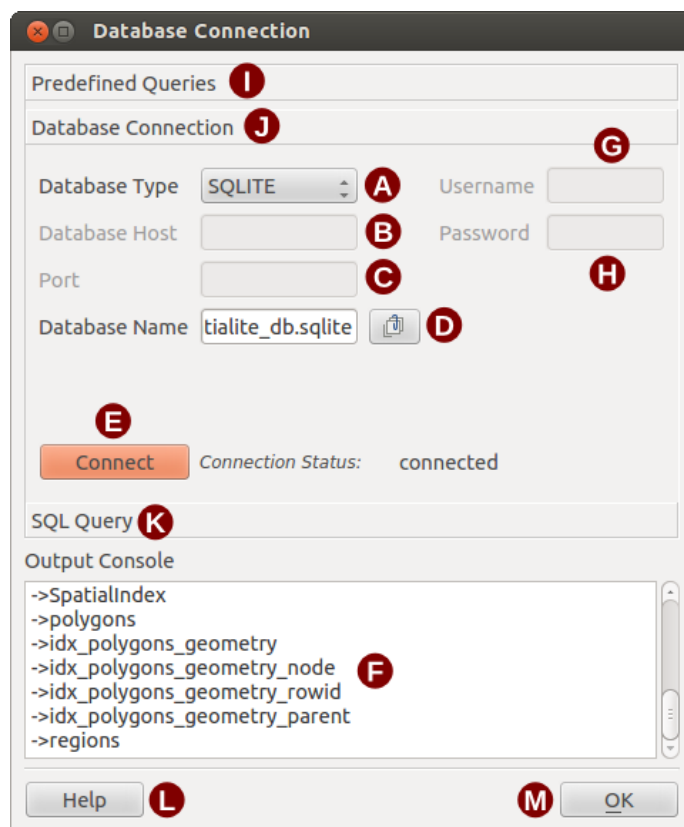 Database Connection
Predefined Queries I
Database Connection J
G
Database Type SQLITE A Username
Database Host B Password
Port C H
Database Name tialite_db.sqlite D
E
Connect Connection Status: connected
SQL Query K
Output Console
->SpatialIndex
->polygons
->idx_polygons_geometry
->idx_polygons_geometry_node F
->idx_polygons_geometry_rowid
->idx_polygons_geometry_parent
->regions
Help L M OK